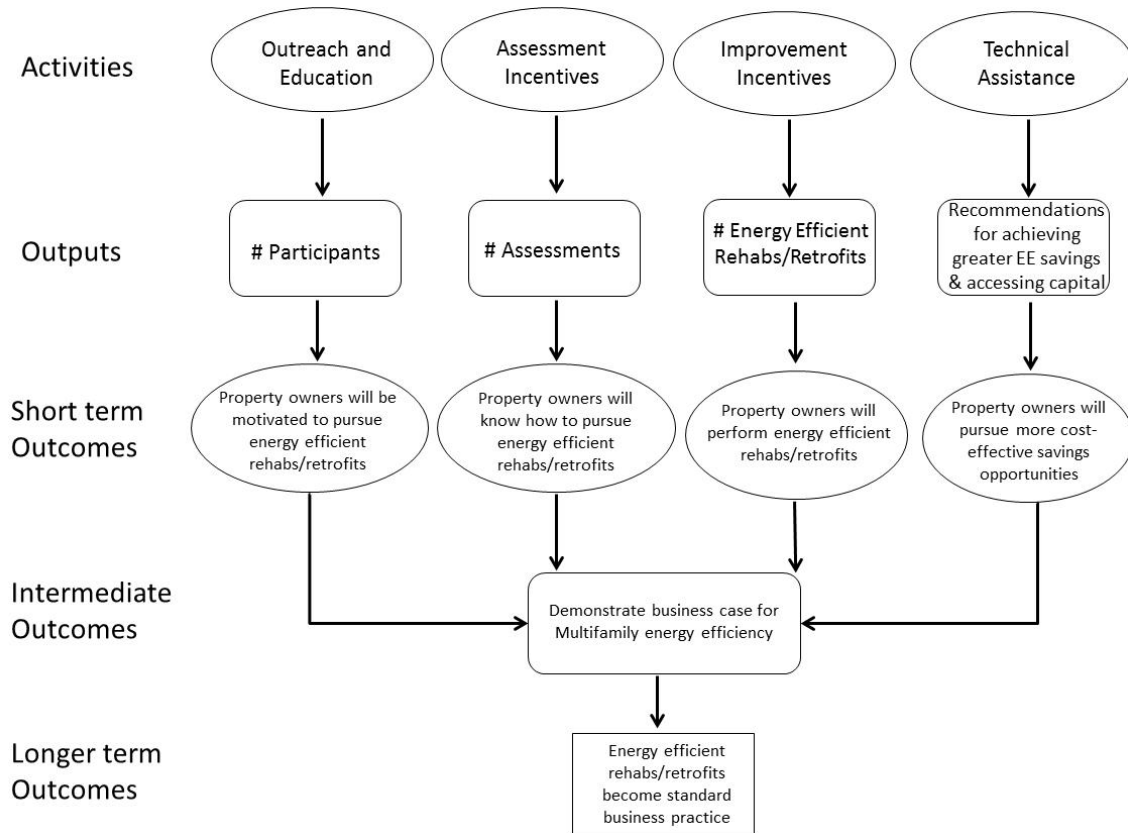 Activities
Outreach and
Education
Assessment
Incentives
Improvement
Incentives
Technical
Assistance
Outputs
# Participants
# Assessments
# Energy Efficient
Rehabs/Retrofits
Recommendations
for achieving
greater EE savings
& accessing capital
Short term
Outcomes
Property owners will be
motivated to pursue
energy efficient
rehabs/retrofits
Property owners will
know how to pursue
energy efficient
rehabs/retrofits
Property owners will
perform energy efficient
rehabs/retrofits
Property owners will
pursue more cost-
effective savings
opportunities
Intermediate
Outcomes
Demonstrate business case for
Multifamily energy efficiency
Longer term
Outcomes
Energy efficient
rehabs/retrofits
become standard
business practice